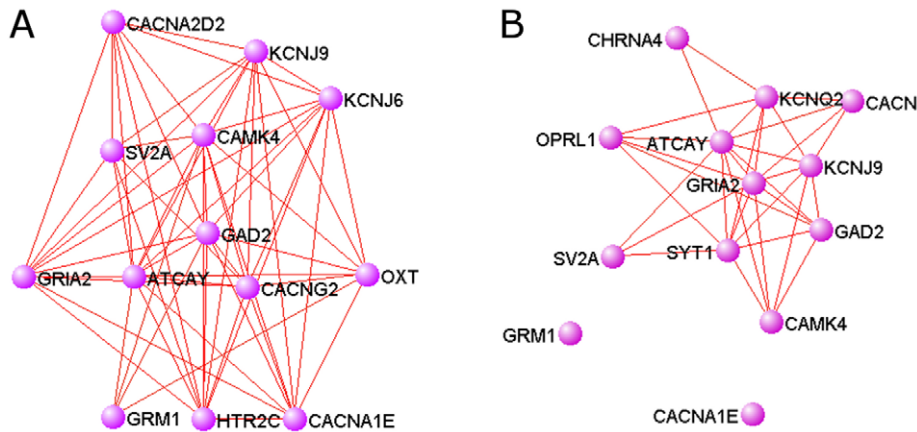 A
CACNA2D2
KCNJ9
KCNJ6
CAMK4
SV2A
GAD2
GRIA2
ATCAY
CACNG2
OXT
GRM1
HTR2C
CACNA1E
B
CHRNA4
KCNQ2
CACN
OPRL1
ATCAY
KCNJ9
GRIA2
GAD2
SV2A
SYT1
CAMK4
GRM1
CACNA1E